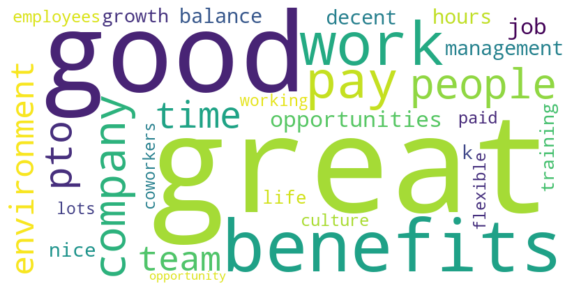 employees growth balance decent hours job
good work management
pay people
environment pto company time working opportunities paid training
great
coworkers k flexible
lots life culture
nice team benefits
opportunity